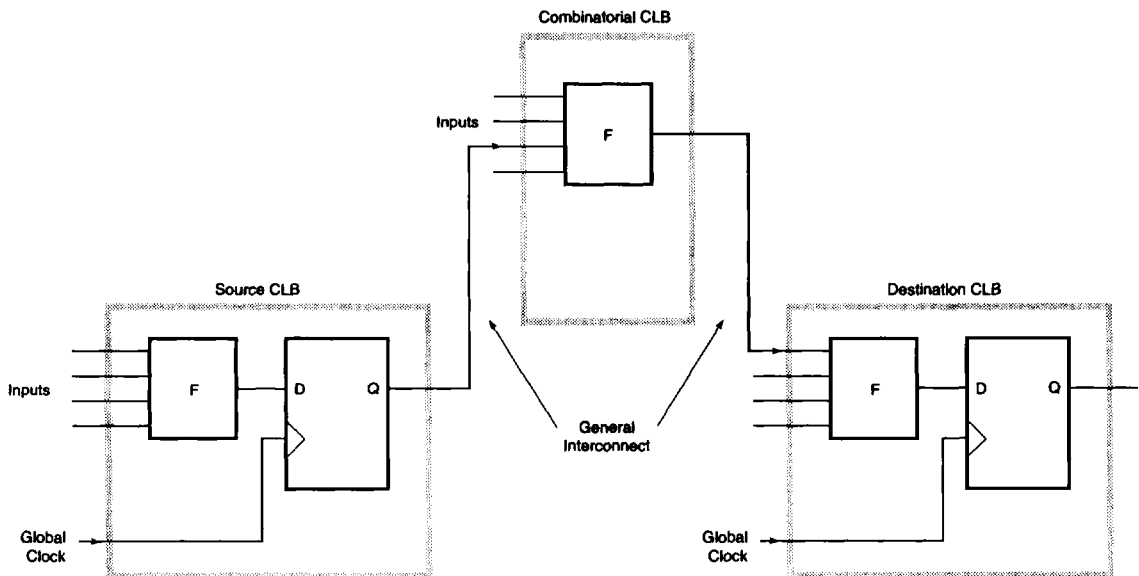 Combinatorial CLB
Inputs
F
Source CLB
Destination CLB
Inputs
F
D
Q
General
Interconnect
F
D
Q
Global
Clock
Global
Clock